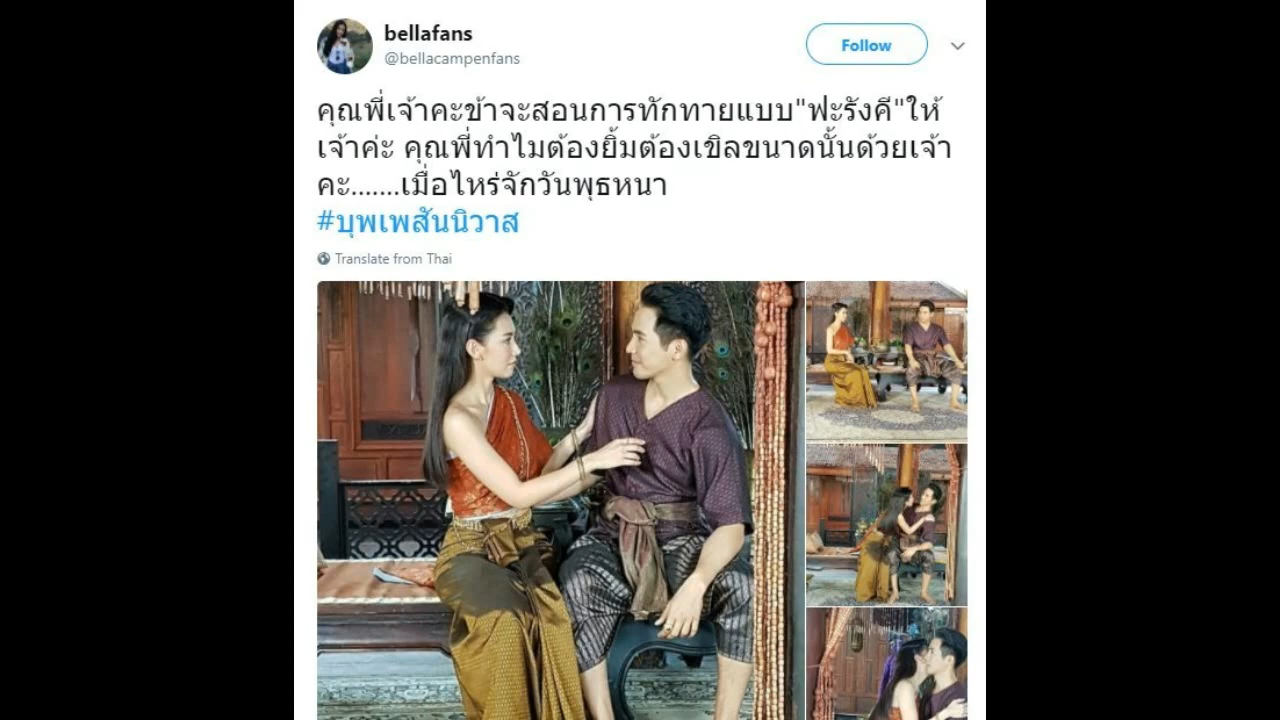 bellafans
@bellacampenfans
Follow
คุณพี่เจ้าคะข้าจะสอนการทักทายแบบ"ฟะรังคี"ให้
เจ้าค่ะ คุณพี่ทำไมต้องยิ้มต้องเขิลขนาดนั้นด้วยเจ้า
คะ.......เมื่อไหร่จักวันพุธหนา
#บุพเพสันนิวาส
Translate from Thai